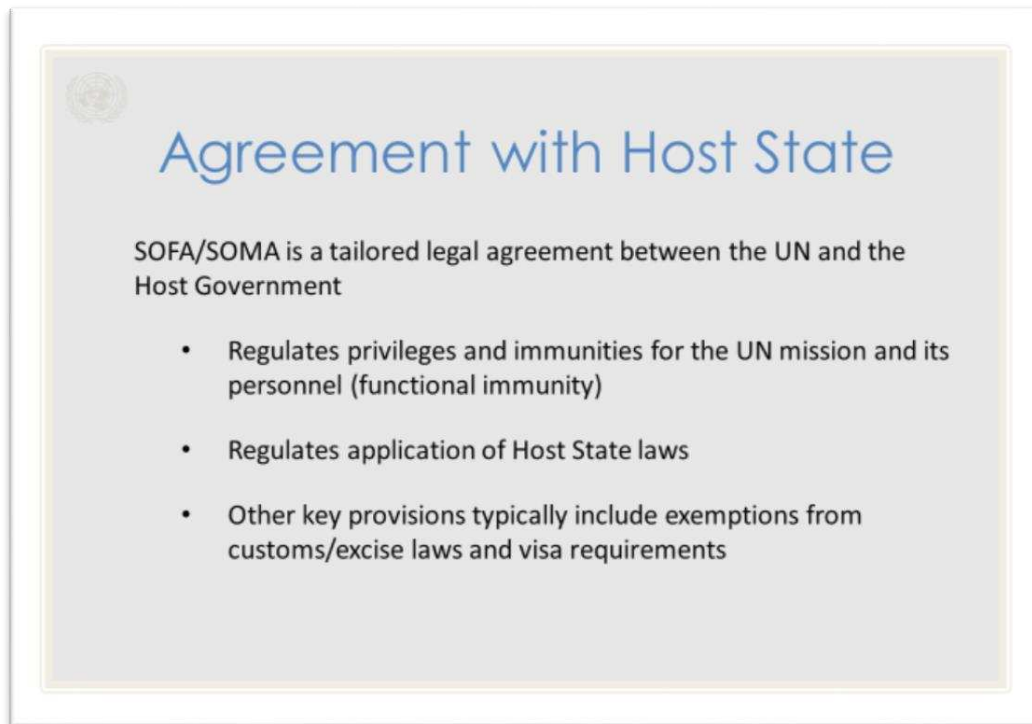 Agreement with Host State
SOFA/SOMA is a tailored legal agreement between the UN and the
Host Government
• Regulates privileges and immunities for the UN mission and its
personnel (functional immunity)
• Regulates application of Host State laws
• Other key provisions typically include exemptions from
customs/excise laws and visa requirements